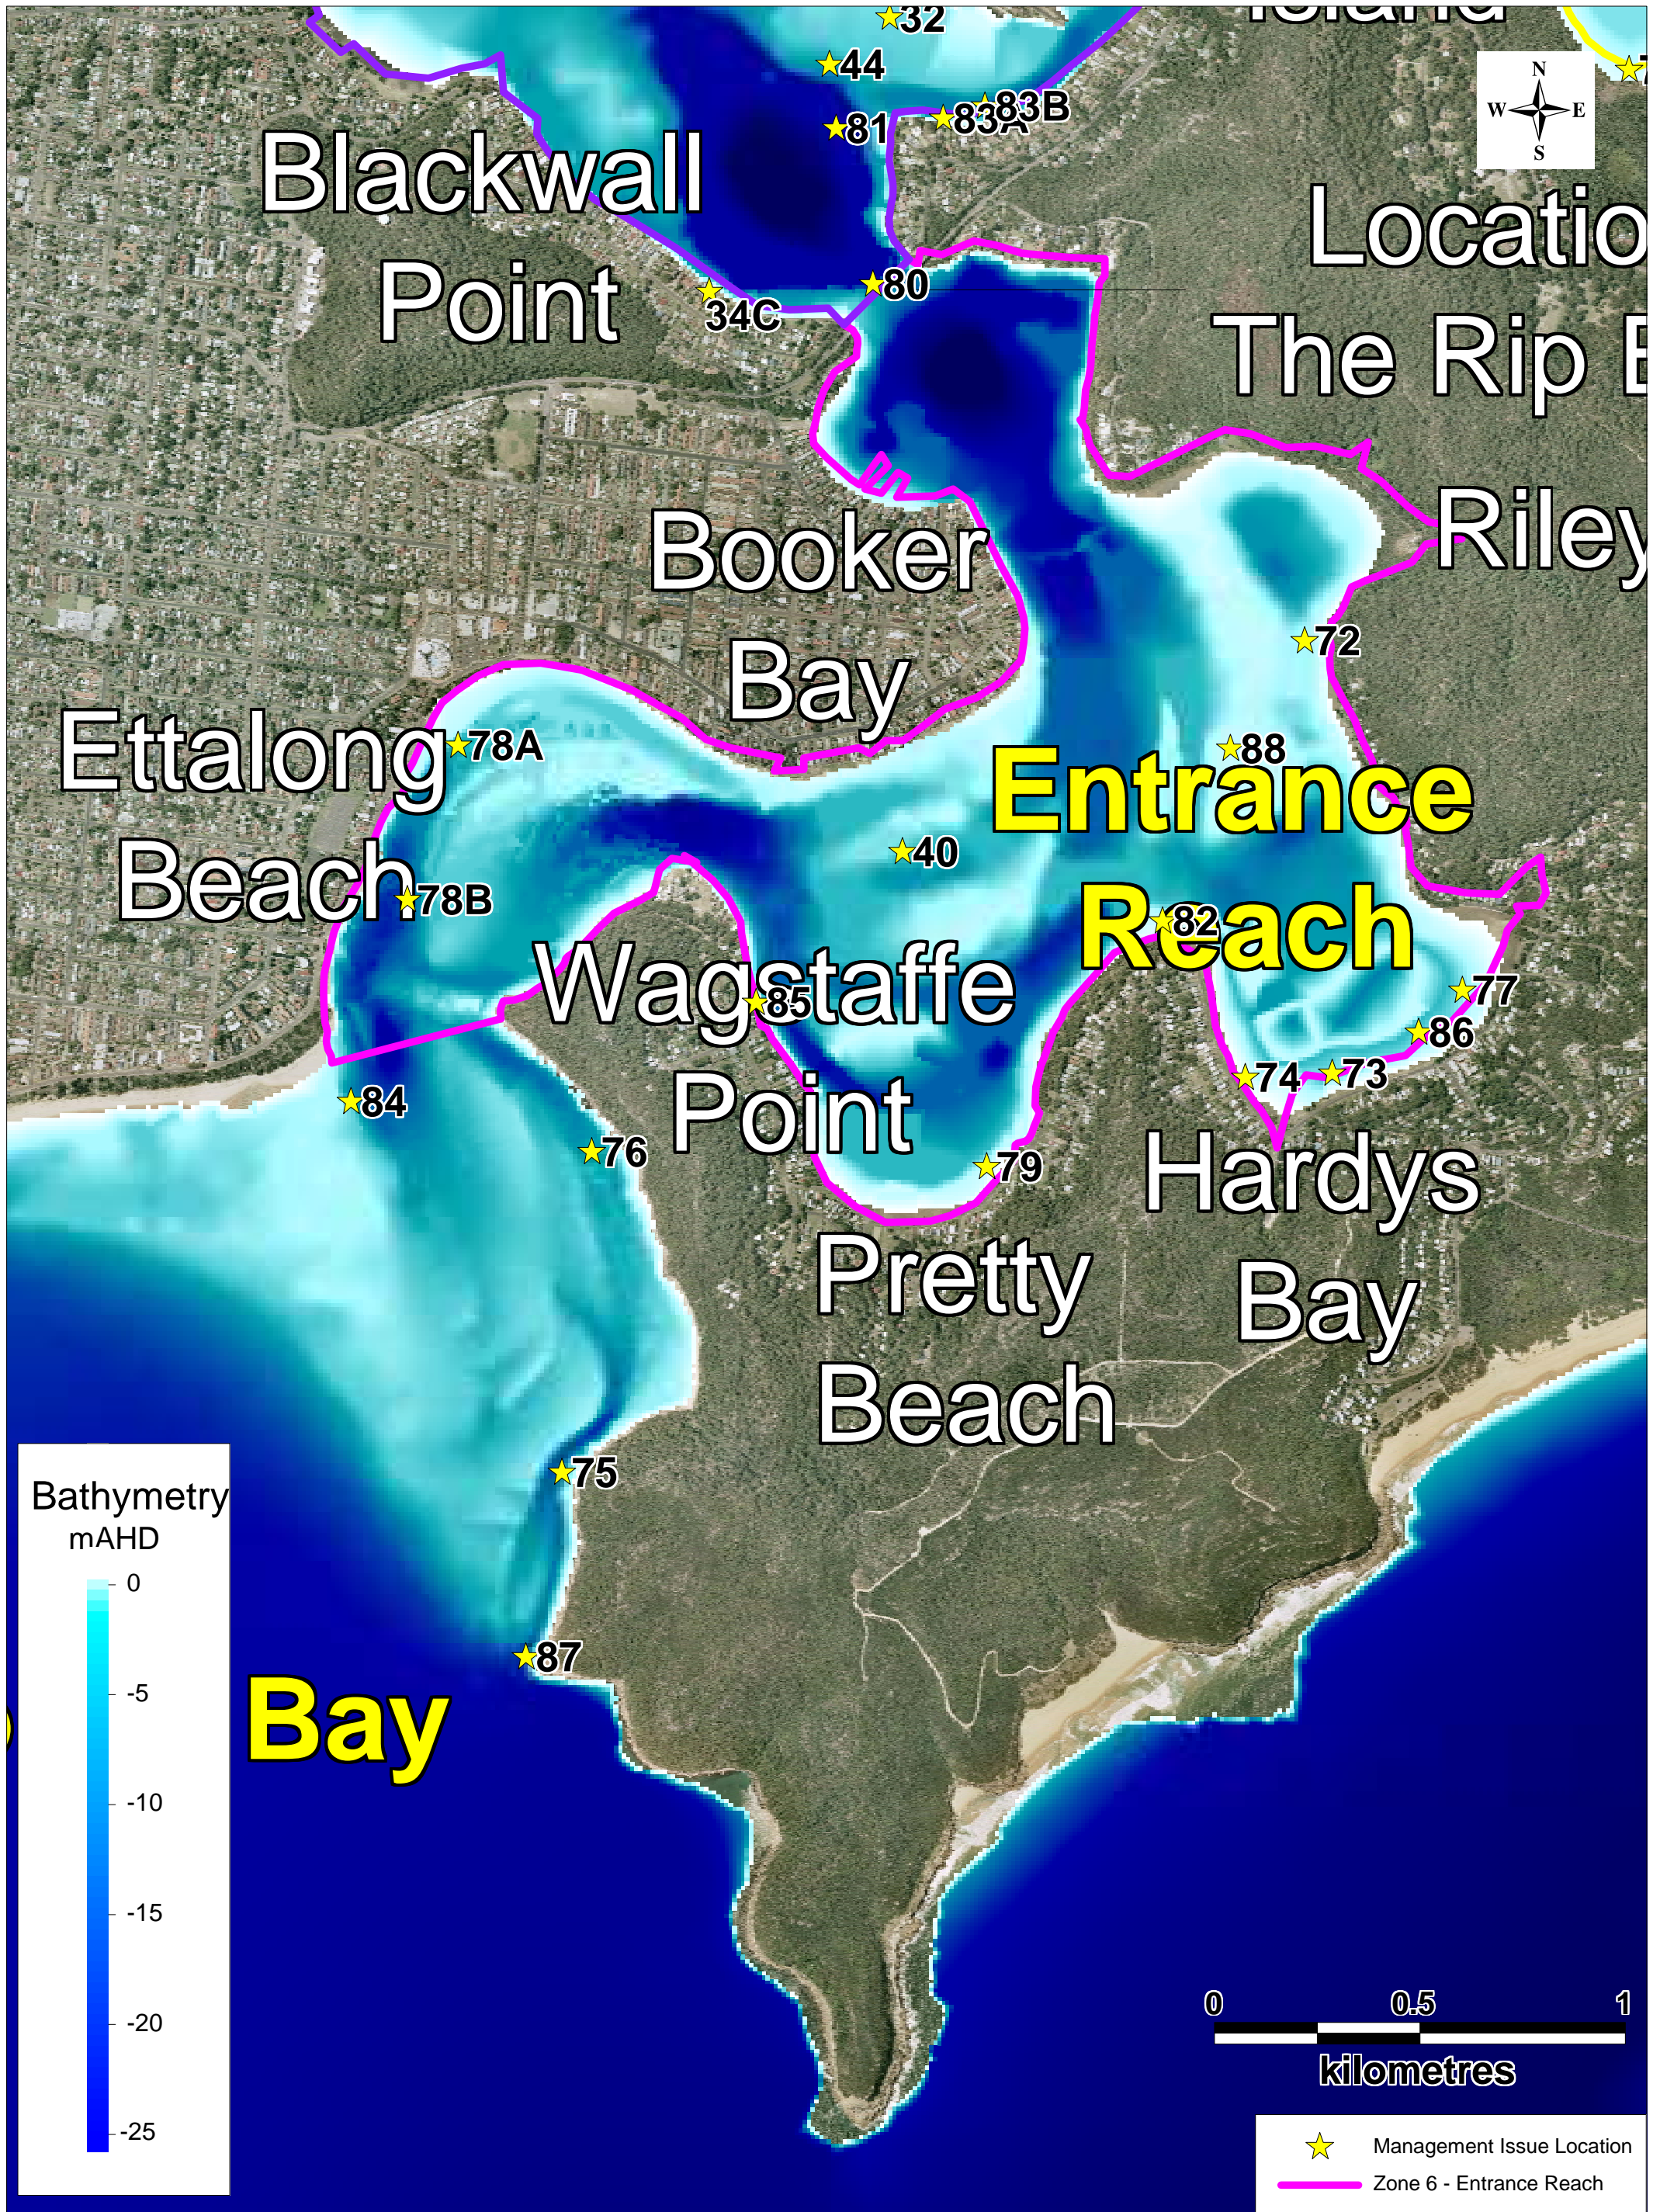 Island
32
44
83B
83A
81
N
W E
S
Blackwall
Point
Locatio
80
34C
The Rip B
Booker
Bay
Riley
72
Ettalong
Beach
78A
88
Entrance
Reach
40
78B
82
Wagstaffe
Point
85
77
86
74
73
84
76
79
Hardys
Bay
Pretty
Beach
75
Bathymetry
mAHD
0
-5
-10
-15
-20
-25
87
Bay
0 0.5 1
kilometres
Management Issue Location
Zone 6 - Entrance Reach